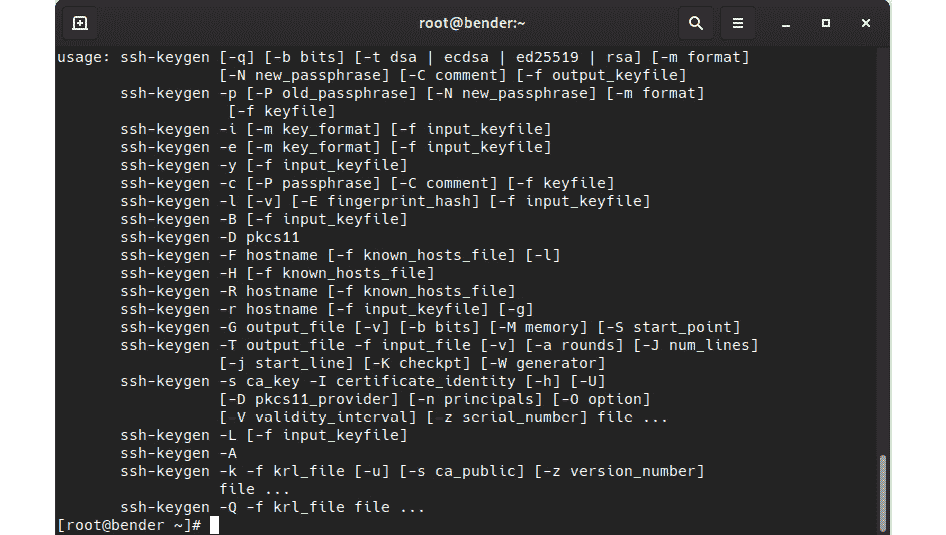 root@bender:~
usage: ssh-keygen [-q] [-b bits] [-t dsa | ecdsa | ed25519 | rsa] [-m format]
                  [-N new_passphrase] [-C comment] [-f output_keyfile]
       ssh-keygen -p [-P old_passphrase] [-N new_passphrase] [-m format]
                   [-f keyfile]
       ssh-keygen -i [-m key_format] [-f input_keyfile]
       ssh-keygen -e [-m key_format] [-f input_keyfile]
       ssh-keygen -y [-f input_keyfile]
       ssh-keygen -c [-P passphrase] [-C comment] [-f keyfile]
       ssh-keygen -l [-v] [-E fingerprint_hash] [-f input_keyfile]
       ssh-keygen -B [-f input_keyfile]
       ssh-keygen -D pkcs11
       ssh-keygen -F hostname [-f known_hosts_file] [-l]
       ssh-keygen -H [-f known_hosts_file]
       ssh-keygen -R hostname [-f known_hosts_file]
       ssh-keygen -r hostname [-f input_keyfile] [-g]
       ssh-keygen -G output_file [-v] [-b bits] [-M memory] [-S start_point]
       ssh-keygen -T output_file -f input_file [-v] [-a rounds] [-J num_lines]
                  [-j start_line] [-K checkpt] [-W generator]
       ssh-keygen -s ca_key -I certificate_identity [-h] [-U]
                  [-D pkcs11_provider] [-n principals] [-O option]
                  [-V validity_interval] [-z serial_number] file ...
       ssh-keygen -L [-f input_keyfile]
       ssh-keygen -A
       ssh-keygen -k -f krl_file [-u] [-s ca_public] [-z version_number]
                  file ...
       ssh-keygen -Q -f krl_file file ...
[root@bender ~]#